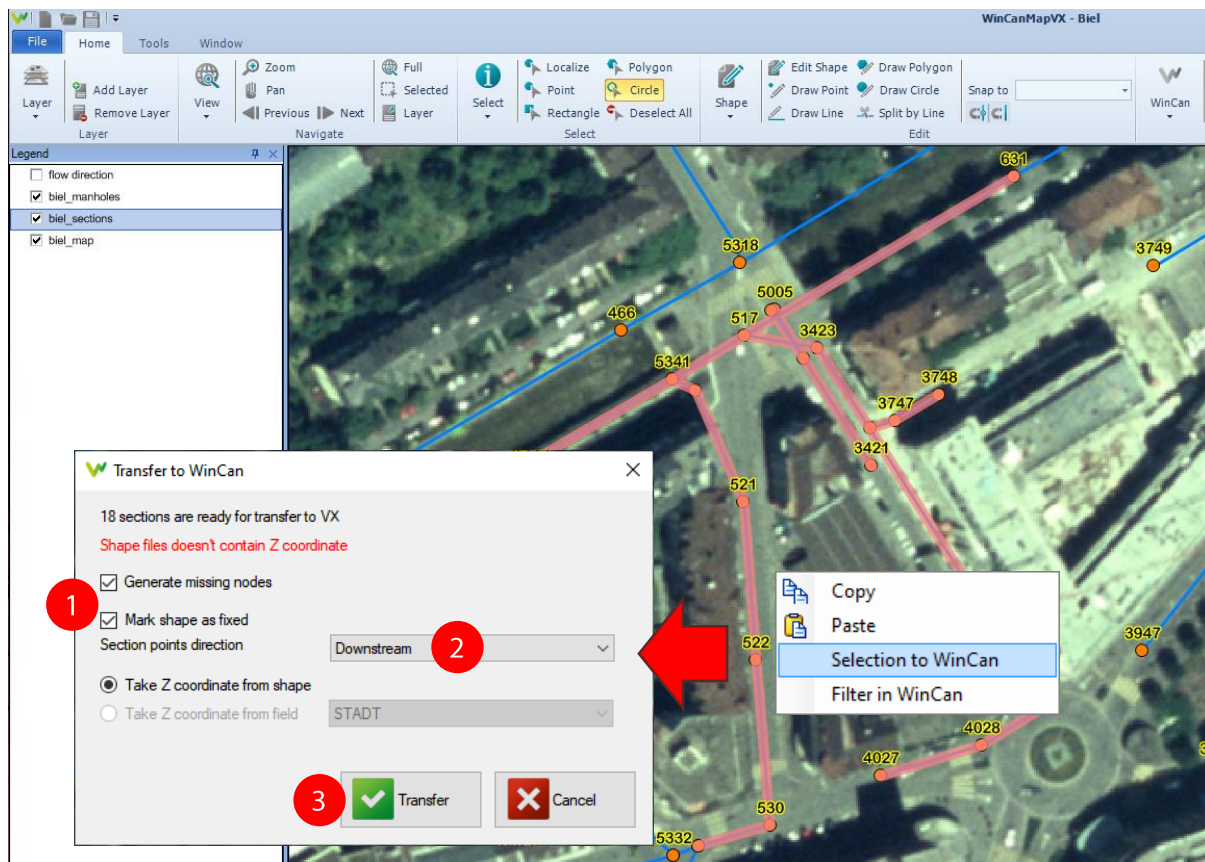 WinCanMapVX - Biel
File
Home
Tools
Window
Layer
Add Layer
Remove Layer
Layer
View
Zoom
Pan
Previous
Next
Full
Selected
Layer
Navigate
Select
Localize
Point
Rectangle
Polygon
Circle
Deselect All
Select
Shape
Edit Shape
Draw Point
Draw Line
Draw Polygon
Draw Circle
Split by Line
Snap to
Edit
WinCan
Legend
flow direction
biel_manholes
biel_sections
biel_map
631
5318
3749
5005
466
517
3423
5341
3748
3747
3421
521
522
3947
4028
4027
530
5332
Transfer to WinCan
18 sections are ready for transfer to VX
Shape files doesn't contain Z coordinate
1
Generate missing nodes
Mark shape as fixed
Section points direction
Downstream
2
Take Z coordinate from shape
Take Z coordinate from field
STADT
3
Transfer
Cancel
Copy
Paste
Selection to WinCan
Filter in WinCan